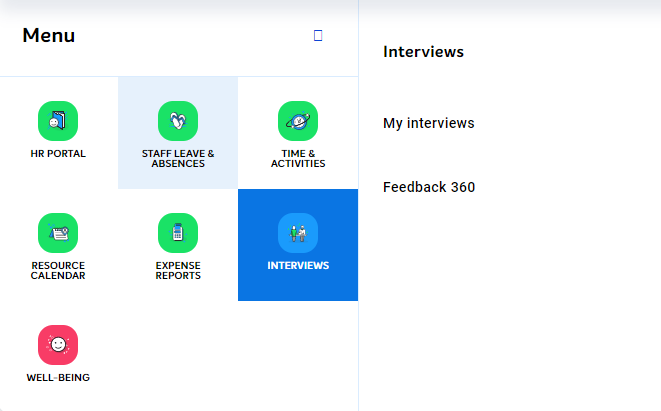 Menu
HR PORTAL
STAFF LEAVE &
ABSENCES
TIME &
ACTIVITIES
RESOURCE
CALENDAR
EXPENSE
REPORTS
INTERVIEWS
WELL-BEING
Interviews
My interviews
Feedback 360